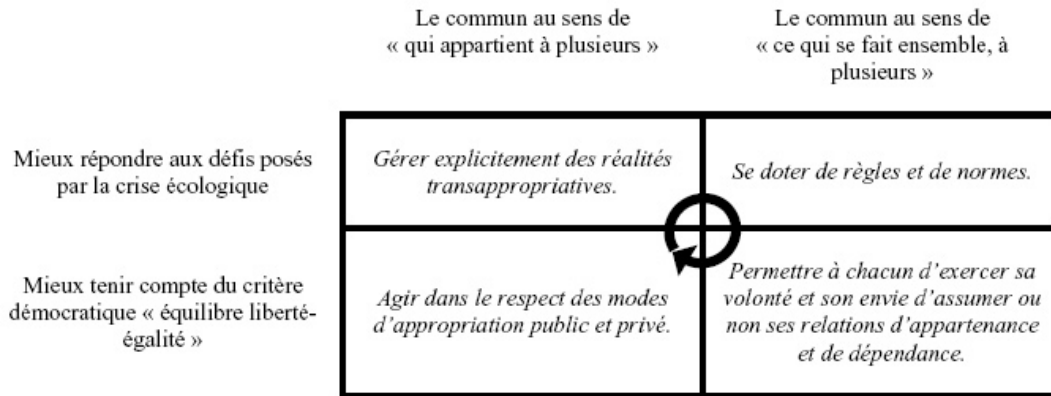 Le commun au sens de
« qui appartient à plusieurs »
Le commun au sens de
« ce qui se fait ensemble, à
plusieurs »
Mieux répondre aux défis posés
par la crise écologique
Gérer explicitement des réalités
transappropriatives.
Se doter de règles et de normes.
Mieux tenir compte du critère
démocratique « équilibre liberté-
égalité »
Agir dans le respect des modes
d'appropriation public et privé.
Permettre à chacun d'exercer sa
volonté et son envie d'assumer ou
non ses relations d'appartenance
et de dépendance.